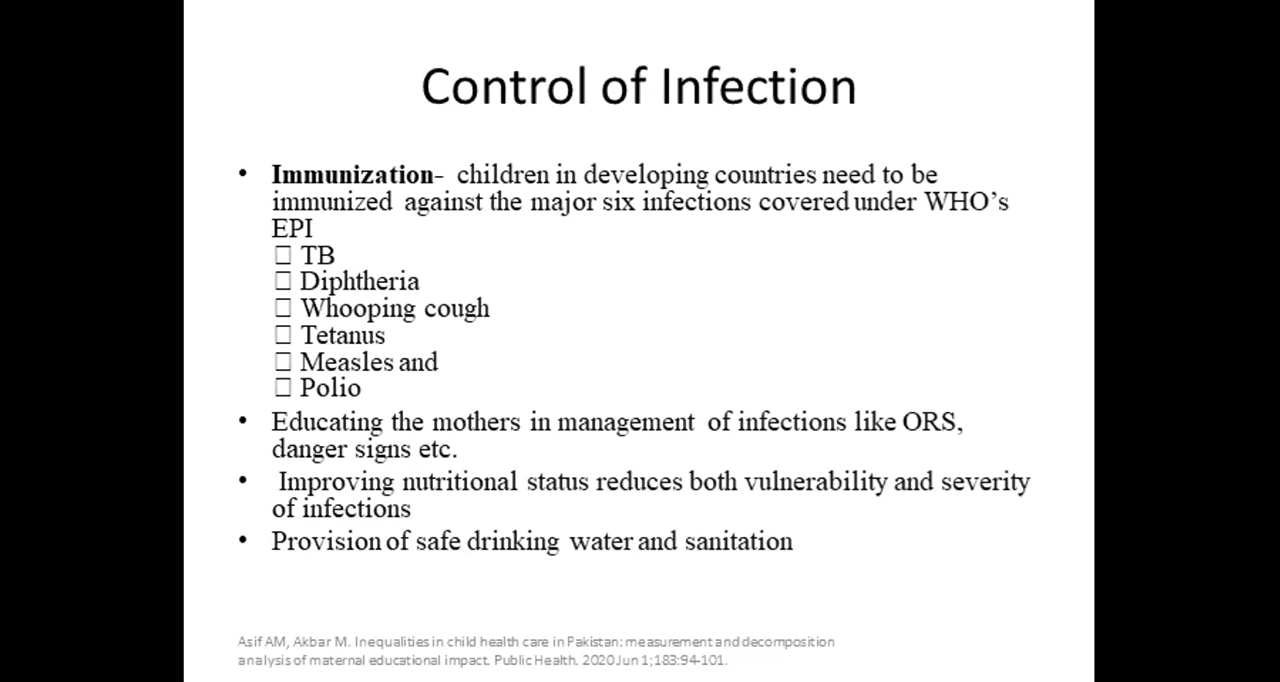 Control of Infection
• Immunization- children in developing countries need to be
immunized against the major six infections covered under WHO’s
EPI
□ TB
□ Diphtheria
□ Whooping cough
□ Tetanus
□ Measles and
□ Polio
• Educating the mothers in management of infections like ORS,
danger signs etc.
• Improving nutritional status reduces both vulnerability and severity
of infections
• Provision of safe drinking water and sanitation
Asif AM, Akbar M. Inequalities in child health care in Pakistan: measurement and decomposition
analysis of maternal educational impact. Public Health. 2020 Jun 1;183:94-101.